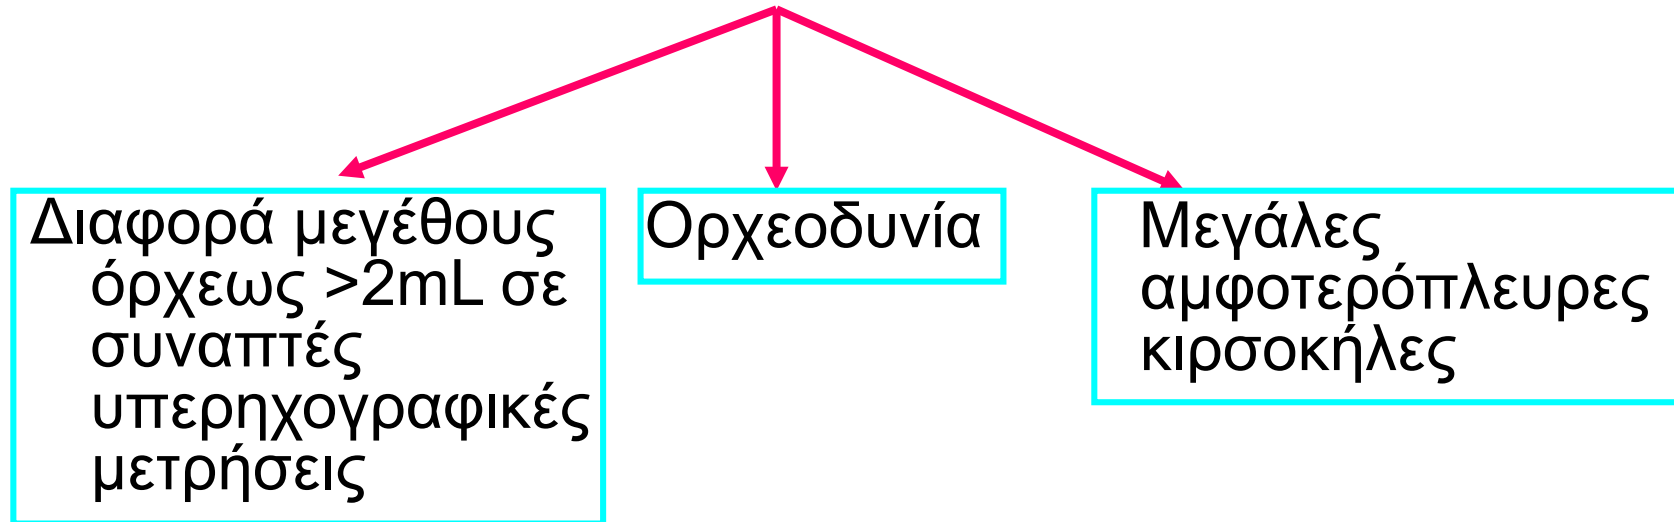 Διαφορά μεγέθους
όρχεως >2mL σε
συναπτές
υπερηχογραφικές
μετρήσεις
Ορχεοδυνία
Μεγάλες
αμφοτερόπλευρες
κιρσοκήλες